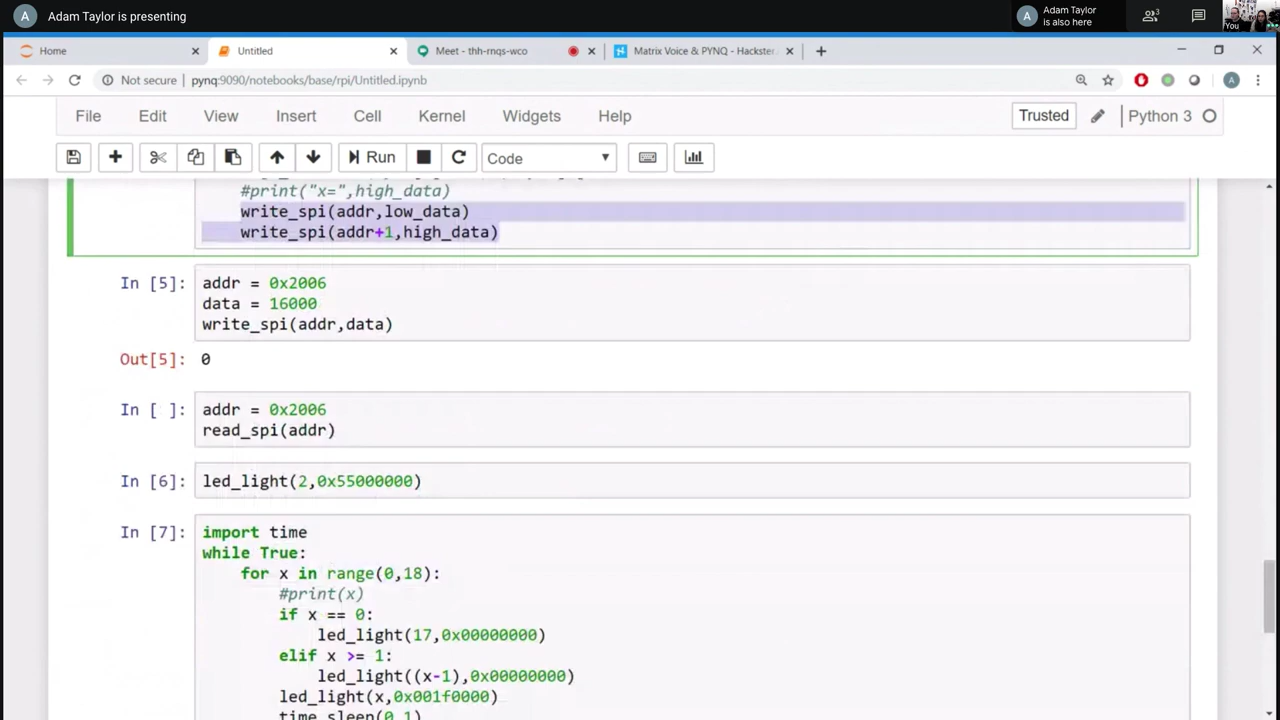 Adam Taylor is presenting
A
Adam Taylor
is also here
A
3
You
Home
Untitled
Meet - thh-rnqs-wco
Matrix Voice & PYNQ - Hackster
Not secure | pynq:9090/notebooks/base/rpi/Untitled.ipynb
A
File Edit View Insert Cell Kernel Widgets Help
Trusted
Python 3
Run
Code
#print("x=",high_data)
write_spi(addr,low_data)
write_spi(addr+1,high_data)
In [5]:
addr = 0x2006
data = 16000
write_spi(addr,data)
Out[5]: 0
In [ ]:
addr = 0x2006
read_spi(addr)
In [6]:
led_light(2,0x55000000)
In [7]:
import time
while True:
for x in range(0,18):
#print(x)
if x == 0:
led_light(17,0x00000000)
elif x >= 1:
led_light((x-1),0x00000000)
led_light(x,0x001f0000)
time.sleep(0.1)